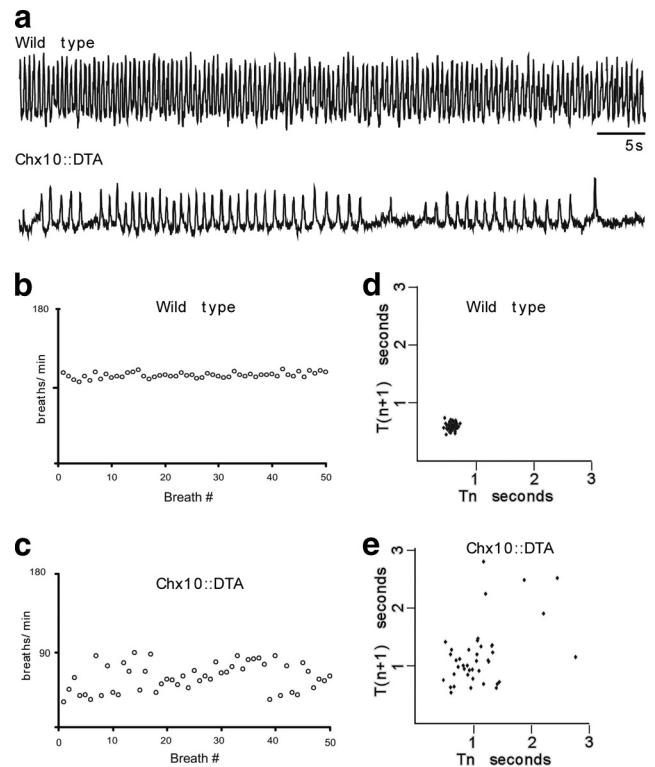 a
Wild type
5s
Chx10::DTA
b
180
Wild type
breaths/ min
0
10
20
30
40
50
Breath #
d
3
2
1
Wild type
T(n+1) seconds
1
2
3
Tn seconds
c
180
90
Chx10::DTA
breaths/ min
0
10
20
30
40
50
Breath #
e
3
2
1
Chx10::DTA
T(n+1) seconds
1
2
3
Tn seconds